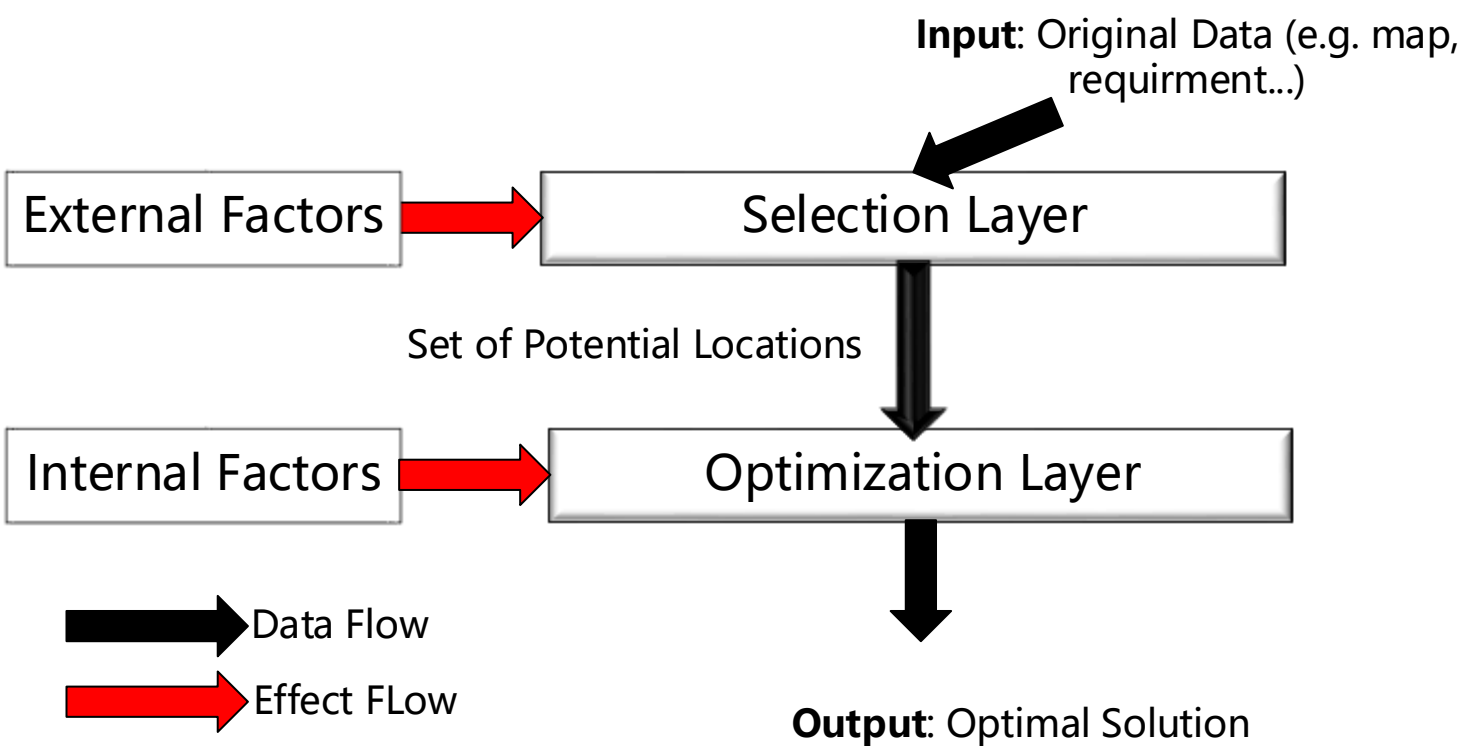 Input: Original Data (e.g. map,
requirment...)
External Factors
Selection Layer
Set of Potential Locations
Internal Factors
Optimization Layer
Data Flow
Effect FLow
Output: Optimal Solution